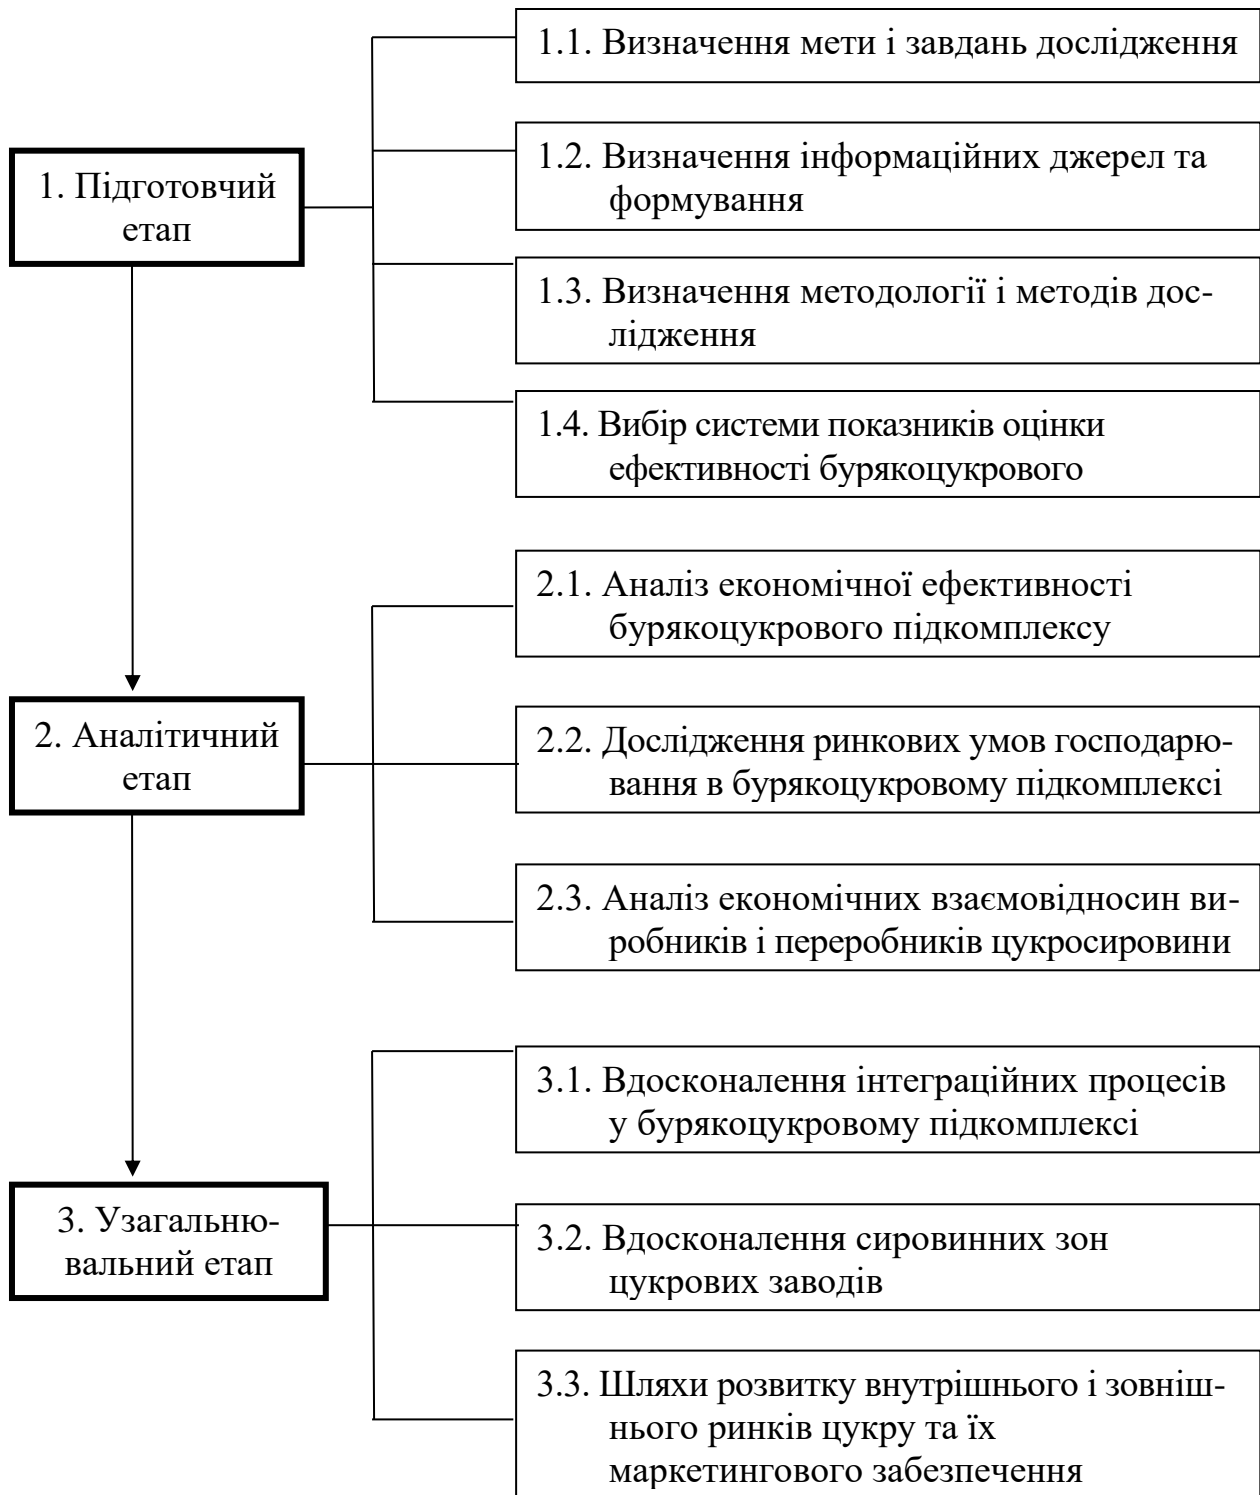 1. Підготовчий
етап
1.1. Визначення мети і завдань дослідження
1.2. Визначення інформаційних джерел та
формування
1.3. Визначення методології і методів дос-
лідження
1.4. Вибір системи показників оцінки
ефективності бурякоцукрового
2. Аналітичний
етап
2.1. Аналіз економічної ефективності
бурякоцукрового підкомплексу
2.2. Дослідження ринкових умов господарю-
вання в бурякоцукровому підкомплексі
2.3. Аналіз економічних взаємовідносин ви-
робників і переробників цукросировини
3. Узагальню-
вальний етап
3.1. Вдосконалення інтеграційних процесів
у бурякоцукровому підкомплексі
3.2. Вдосконалення сировинних зон
цукрових заводів
3.3. Шляхи розвитку внутрішнього і зовніш-
нього ринків цукру та їх
маркетингового забезпечення